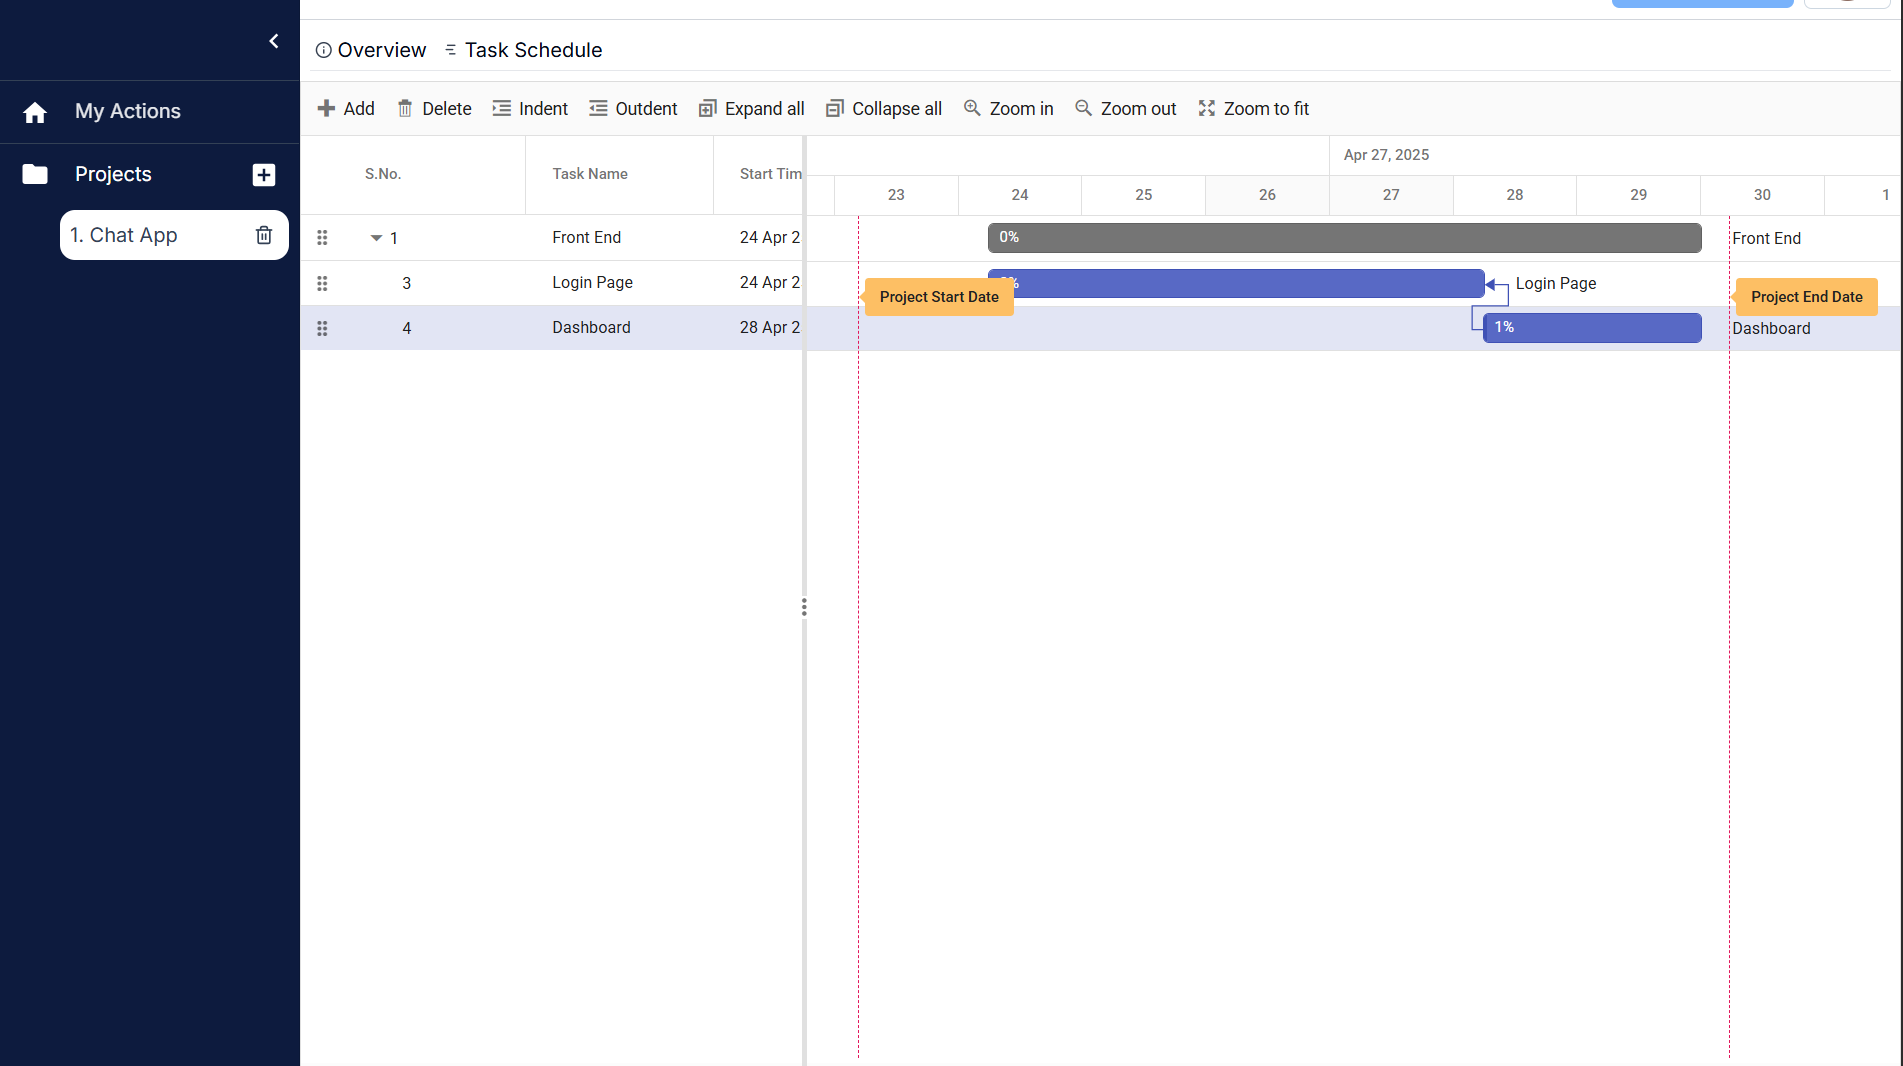 Overview Task Schedule
My Actions
Projects
1. Chat App
Add Delete Indent Outdent Expand all Collapse all Zoom in Zoom out Zoom to fit
S.No. Task Name Start Tim
Apr 27, 2025
23 24 25 26 27 28 29 30 1
1 Front End 24 Apr 2
0% Front End
3 Login Page 24 Apr 2
Login Page
Project Start Date
Project End Date
4 Dashboard 28 Apr 2
1% Dashboard